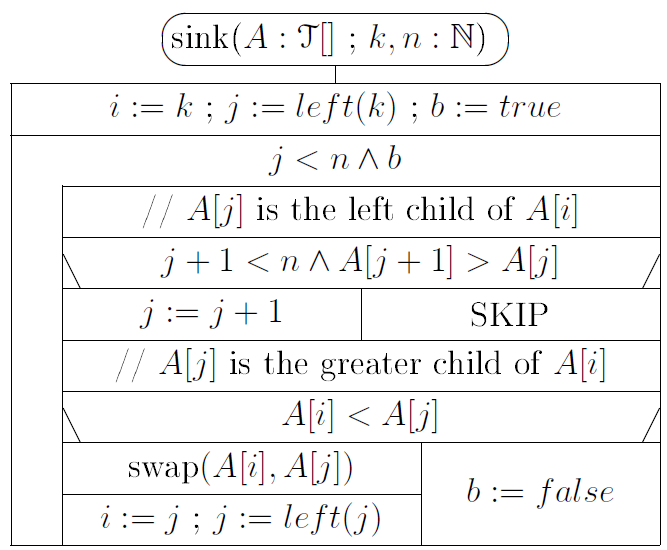 sink(A : 𝒯[] ; k, n : ℕ)
i := k ; j := left(k) ; b := true
j < n ∧ b
// A[j] is the left child of A[i]
j + 1 < n ∧ A[j + 1] > A[j]
j := j + 1 SKIP
// A[j] is the greater child of A[i]
A[i] < A[j]
swap(A[i], A[j])
b := false
i := j ; j := left(j)